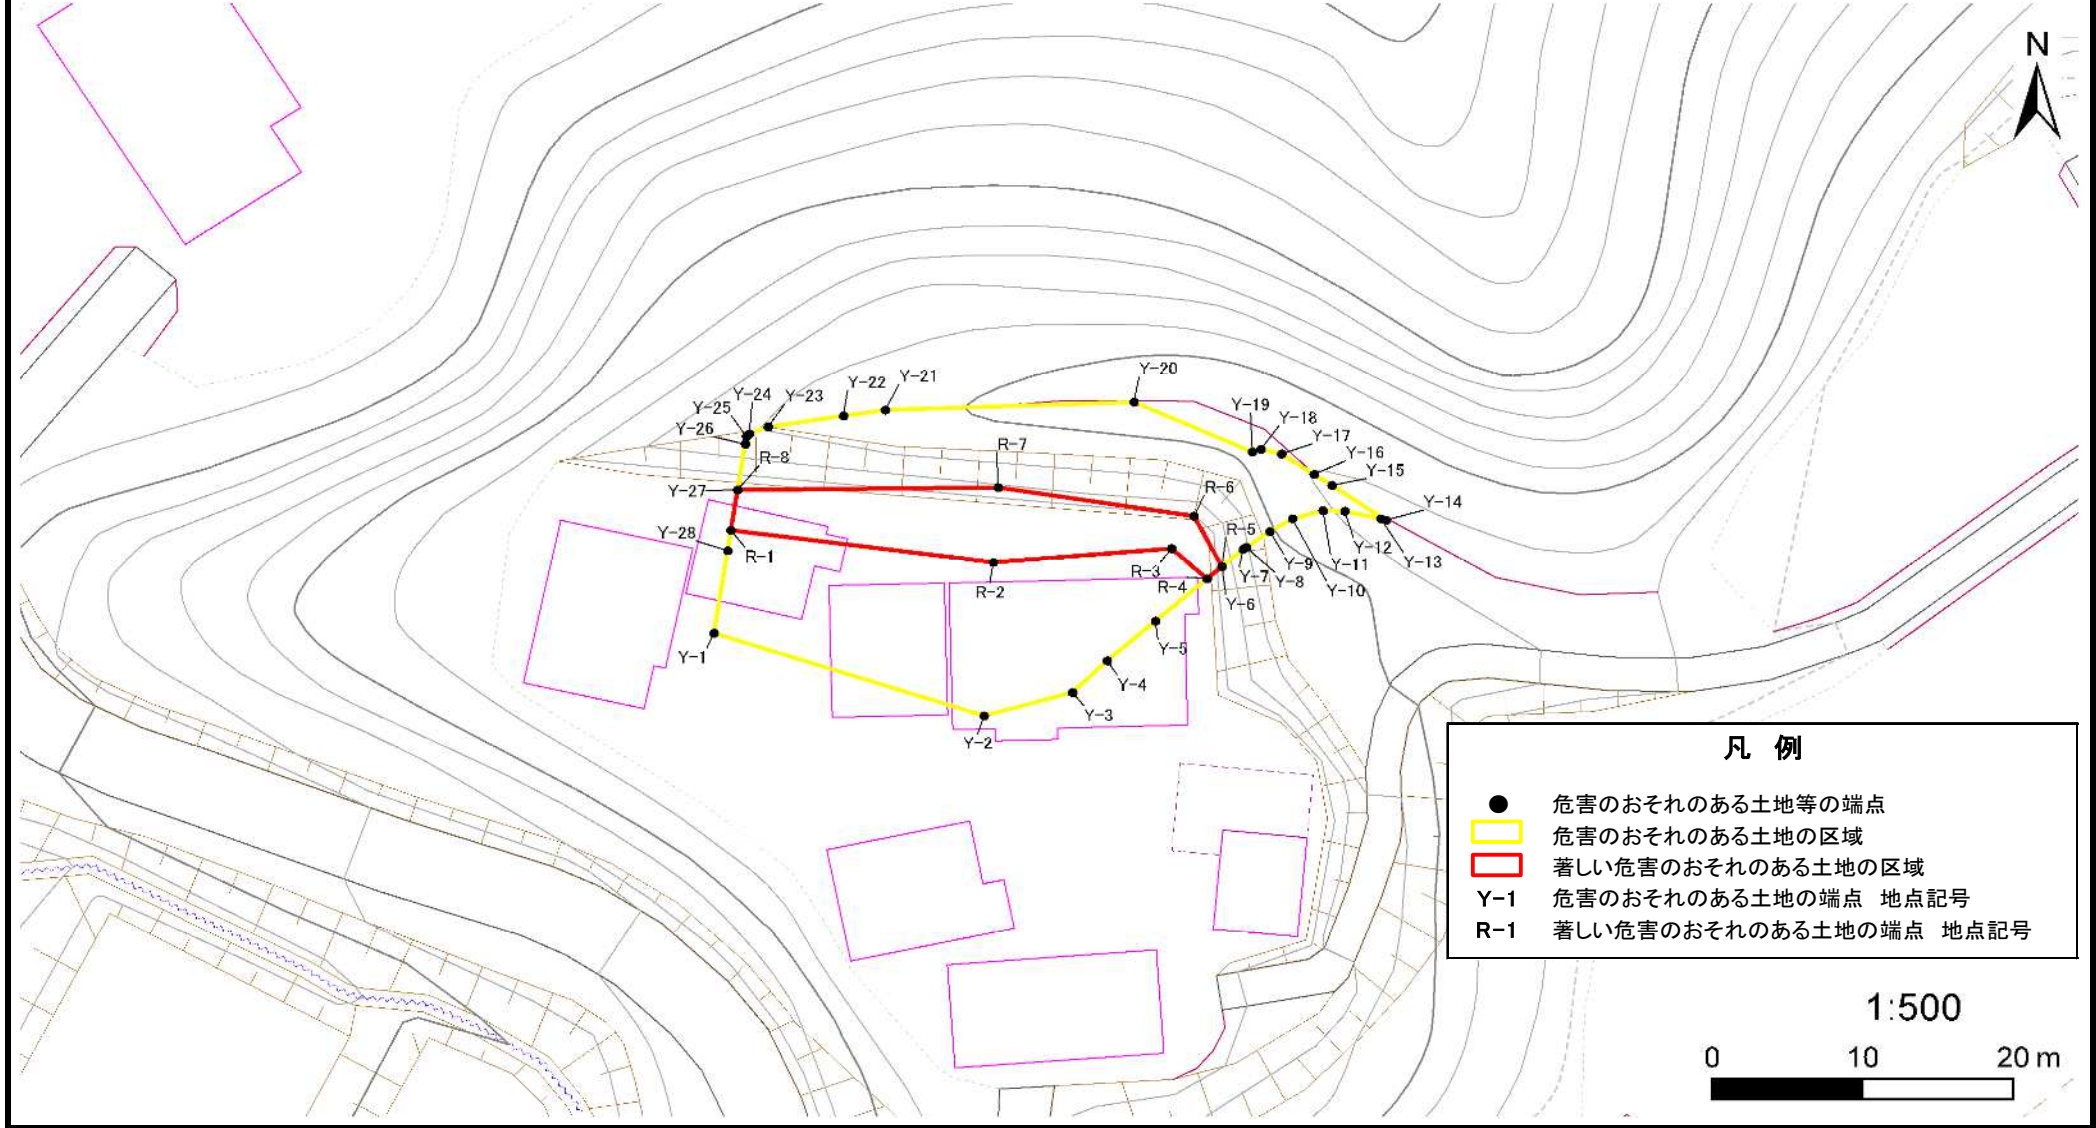 N
Y-20
Y-21
Y-22
Y-23
Y-24
Y-25
Y-26
Y-19
Y-18
Y-17
Y-16
Y-15
Y-14
R-7
R-8
Y-27
R-6
R-5
Y-28
R-1
R-2
R-3
R-4
Y-6
Y-7
Y-8
Y-9
Y-10
Y-11
Y-12
Y-13
Y-1
Y-5
Y-4
Y-3
Y-2
凡 例
危害のおそれのある土地等の端点
危害のおそれのある土地の区域
著しい危害のおそれのある土地の区域
Y-1 危害のおそれのある土地の端点 地点記号
R-1 著しい危害のおそれのある土地の端点 地点記号
1:500
0 10 20 m